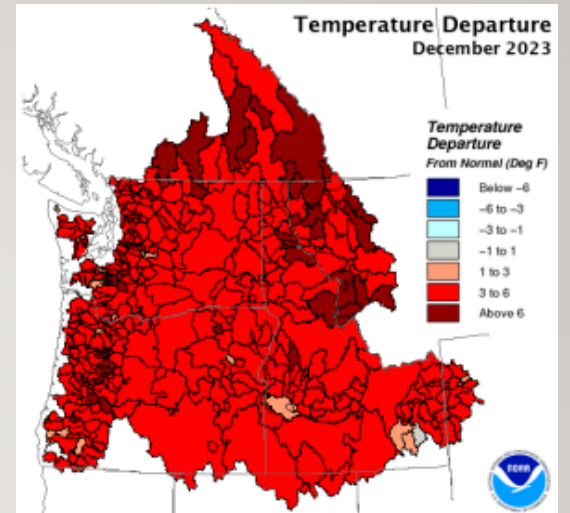 Temperature Departure
December 2023
Temperature
Departure
From Normal (Deg F)
Below -6
-6 to -3
-3 to -1
-1 to 1
1 to 3
3 to 6
Above 6
NOAA